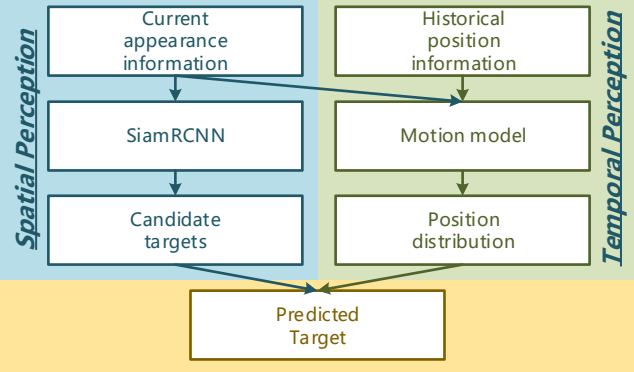 Spatial Perception
Current
appearance
information
SiamRCNN
Candidate
targets
Historical
position
information
Motion model
Position
distribution
Temporal Perception
Predicted
Target